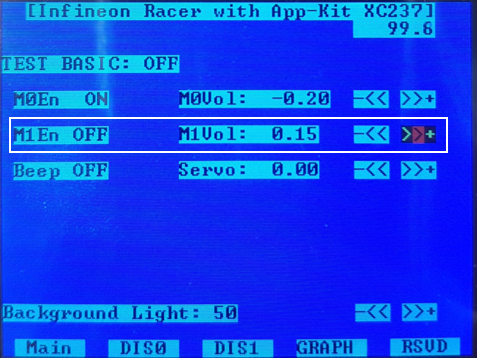 [Infineon Racer with App-Kit XC237]
99.6
TEST BASIC: OFF
M0En ON M0Vol: -0.20 -<< >>+
M1En OFF M1Vol: 0.15 -<< >>+
Beep OFF Servo: 0.00 -<< >>+
Background Light: 50 -<< >>+
Main DIS0 DIS1 GRAPH RSVD